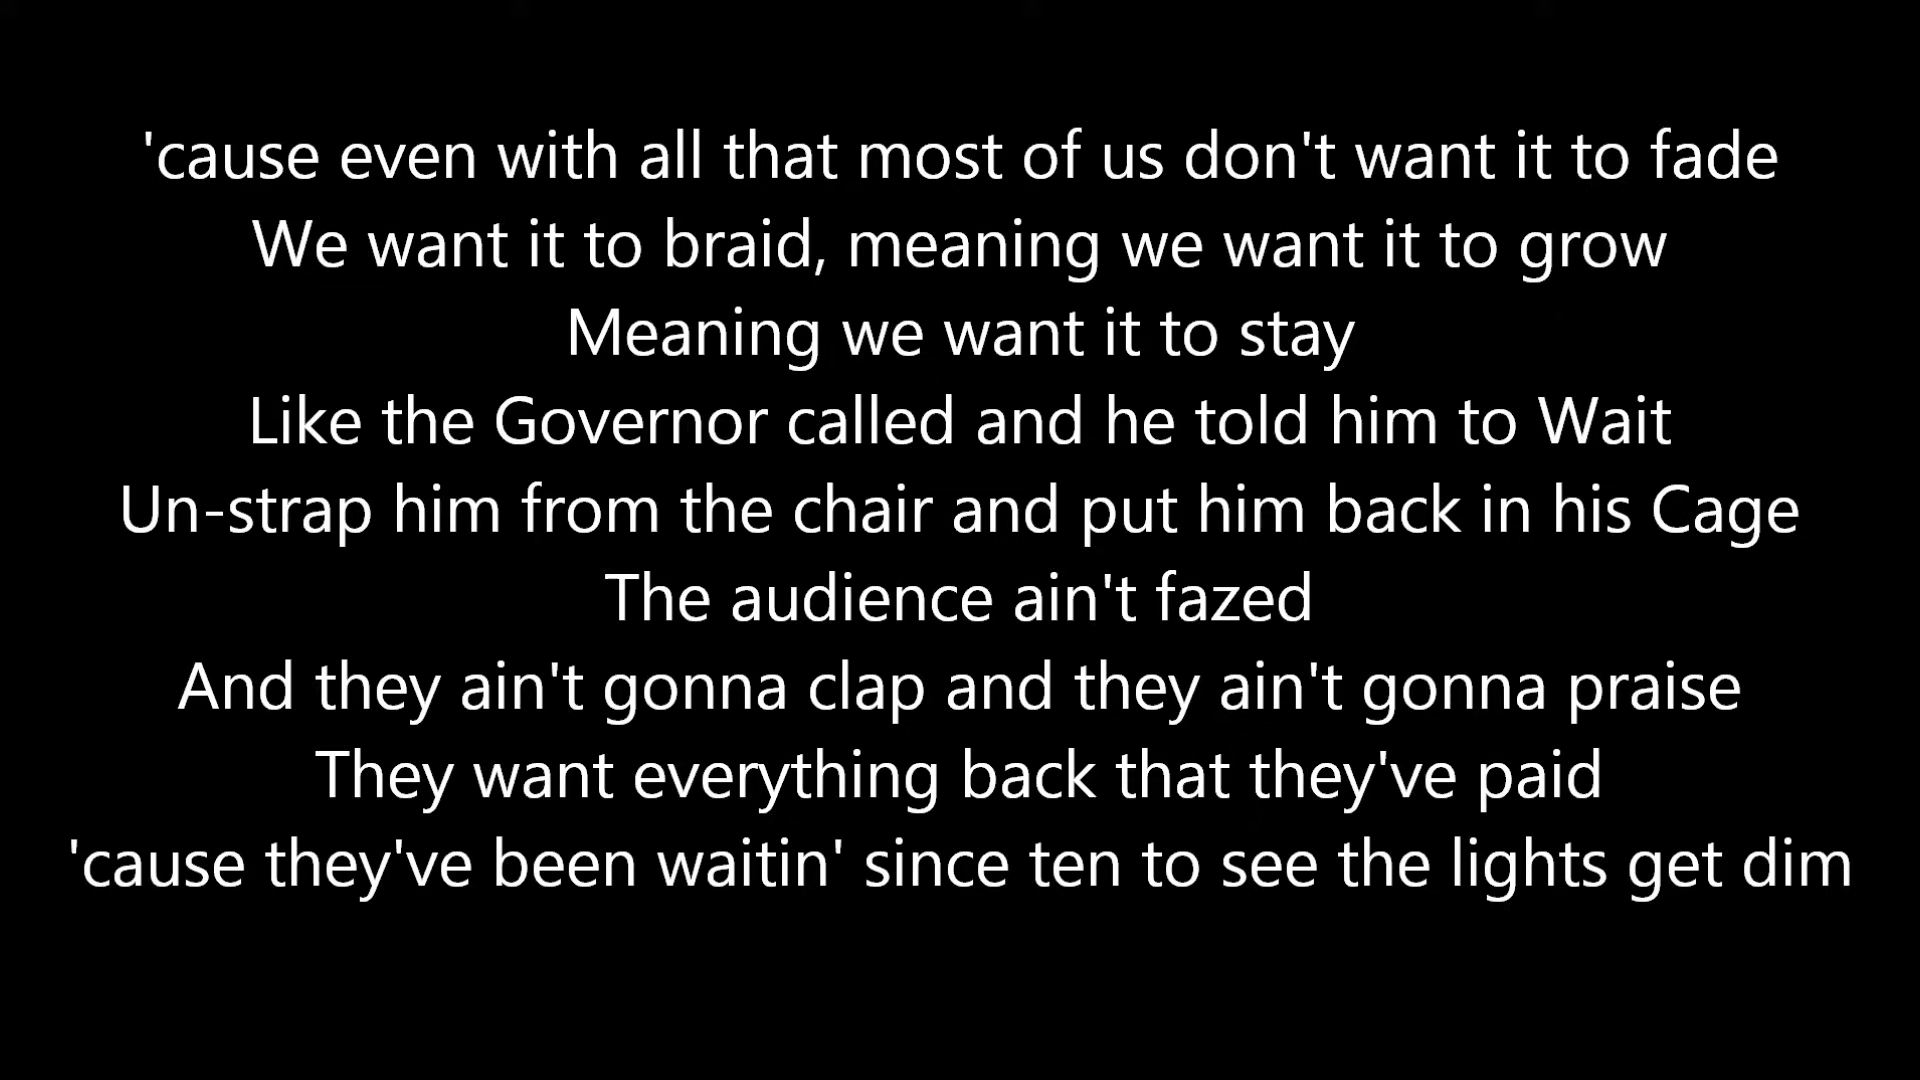 'cause even with all that most of us don't want it to fade
We want it to braid, meaning we want it to grow
Meaning we want it to stay
Like the Governor called and he told him to Wait
Un-strap him from the chair and put him back in his Cage
The audience ain't fazed
And they ain't gonna clap and they ain't gonna praise
They want everything back that they've paid
'cause they've been waitin' since ten to see the lights get dim